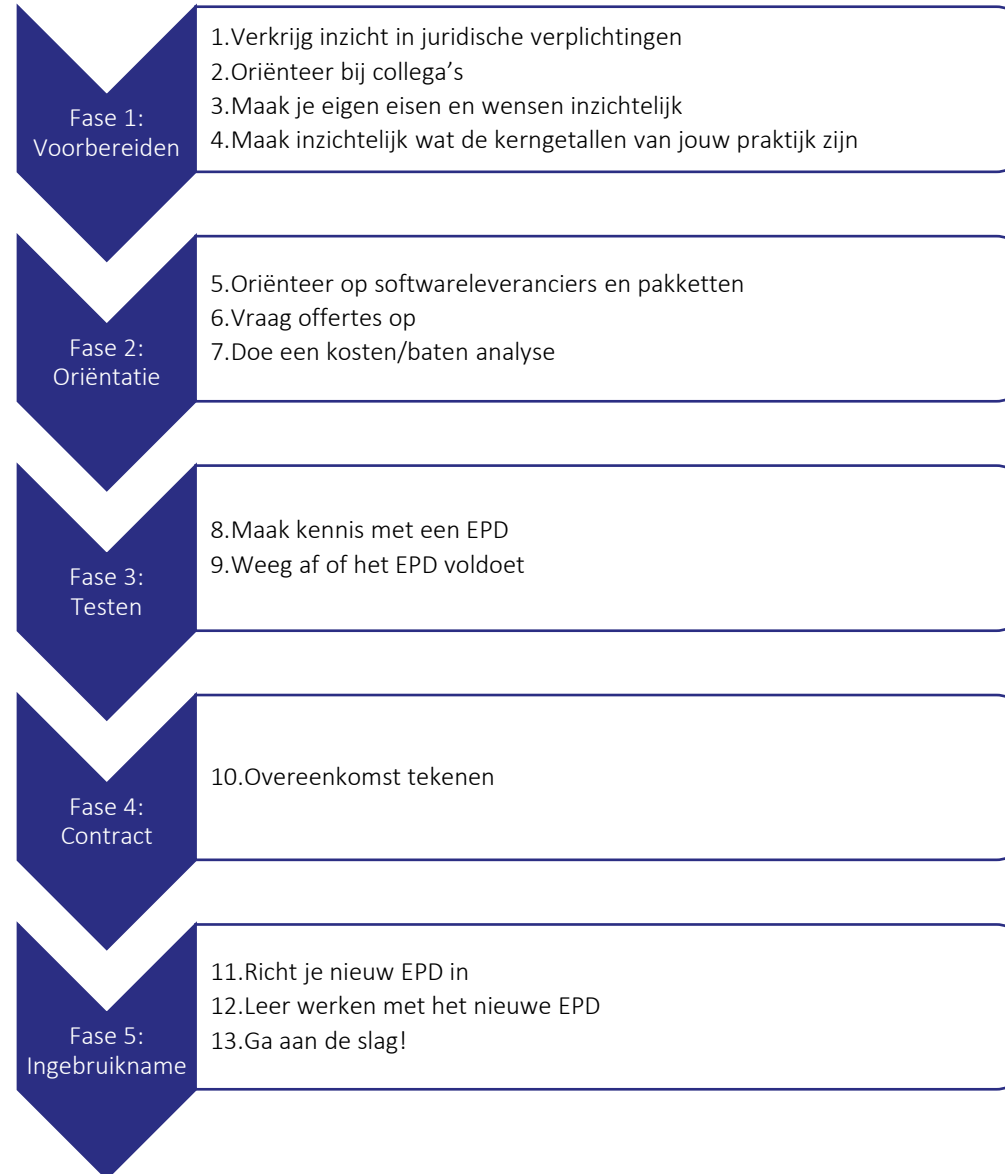 Fase 1:
Voorbereiden
1.Verkrijg inzicht in juridische verplichtingen
2.Oriënteer bij collega’s
3.Maak je eigen eisen en wensen inzichtelijk
4.Maak inzichtelijk wat de kerngetallen van jouw praktijk zijn
Fase 2:
Oriëntatie
5.Oriënteer op softwareleveranciers en pakketten
6.Vraag offertes op
7.Doe een kosten/baten analyse
Fase 3:
Testen
8.Maak kennis met een EPD
9.Weeg af of het EPD voldoet
Fase 4:
Contract
10.Overeenkomst tekenen
Fase 5:
Ingebruikname
11.Richt je nieuw EPD in
12.Leer werken met het nieuwe EPD
13.Ga aan de slag!